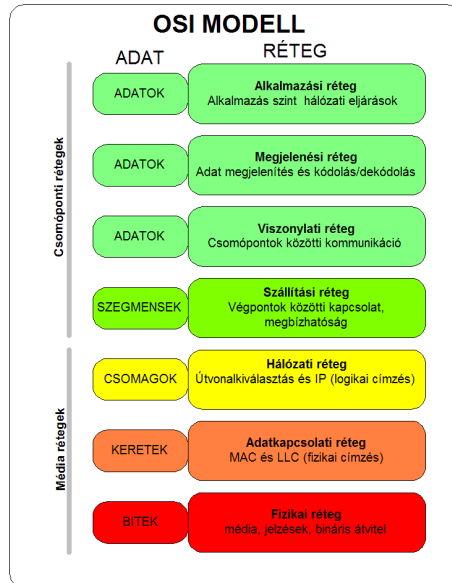 OSI MODELL
ADAT
RÉTEG
Csomóponti rétegek
ADATOK
Alkalmazási réteg
Alkalmazás szint hálózati eljárások
ADATOK
Megjelenési réteg
Adat megjelenítés és kódolás/dekódolás
ADATOK
Viszonylati réteg
Csomópontok közötti kommunikáció
SZEGMENSEK
Szállítási réteg
Végpontok közötti kapcsolat,
megbízhatóság
Média rétegek
CSOMAGOK
Hálózati réteg
Útvonalkiválasztás és IP (logikai címzés)
KERETEK
Adatkapcsolati réteg
MAC és LLC (fizikai címzés)
BITEK
Fizikai réteg
média, jelzések, bináris átvitel